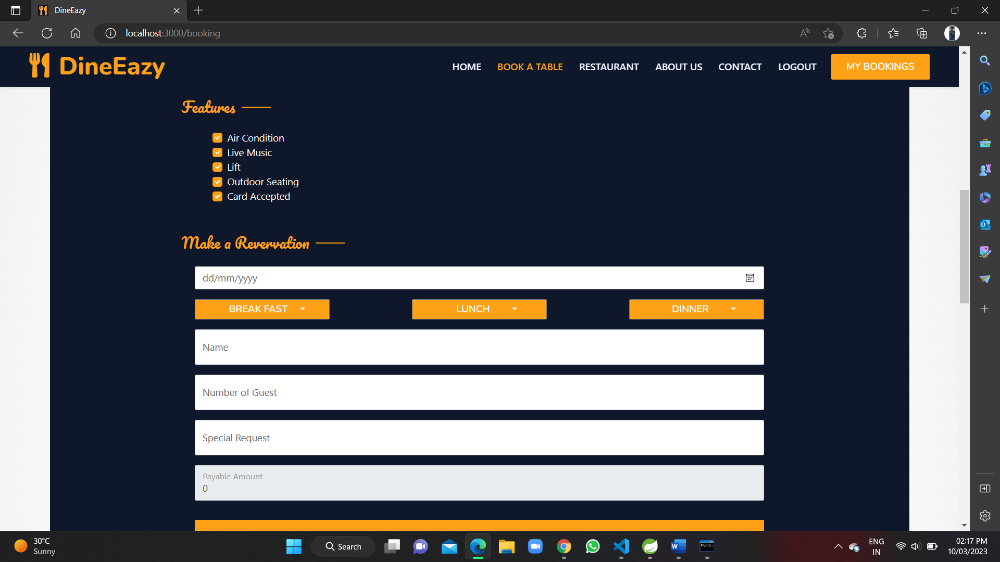 DineEazy
localhost:3000/booking
DineEazy
HOME BOOK A TABLE RESTAURANT ABOUT US CONTACT LOGOUT MY BOOKINGS
Features
Air Condition
Live Music
Lift
Outdoor Seating
Card Accepted
Make a Revervation
dd/mm/yyyy
BREAK FAST LUNCH DINNER
Name
Number of Guest
Special Request
Payable Amount
0
30°C
Sunny
Search
ENG
IN
02:17 PM
10/03/2023